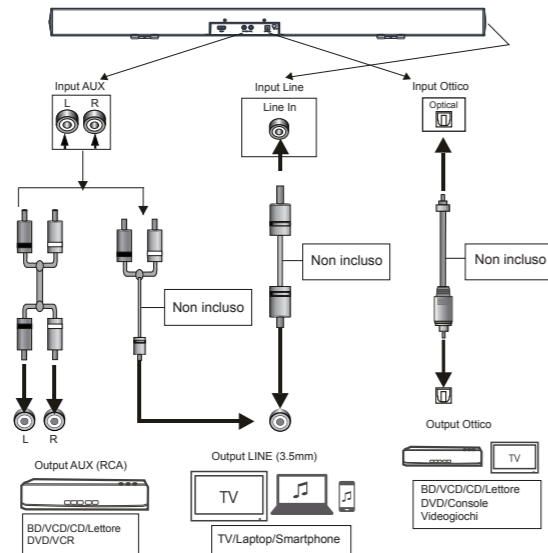 Input AUX
L R
Input Line
Line In
Input Ottico
Optical
Non incluso
Non incluso
Non incluso
L R
Output AUX (RCA)
BD/VCD/CD/Lettore
DVD/VCR
Output LINE (3.5mm)
TV
TV/Laptop/Smartphone
Output Ottico
TV
BD/VCD/CD/Lettore
DVD/Console
Videogiochi